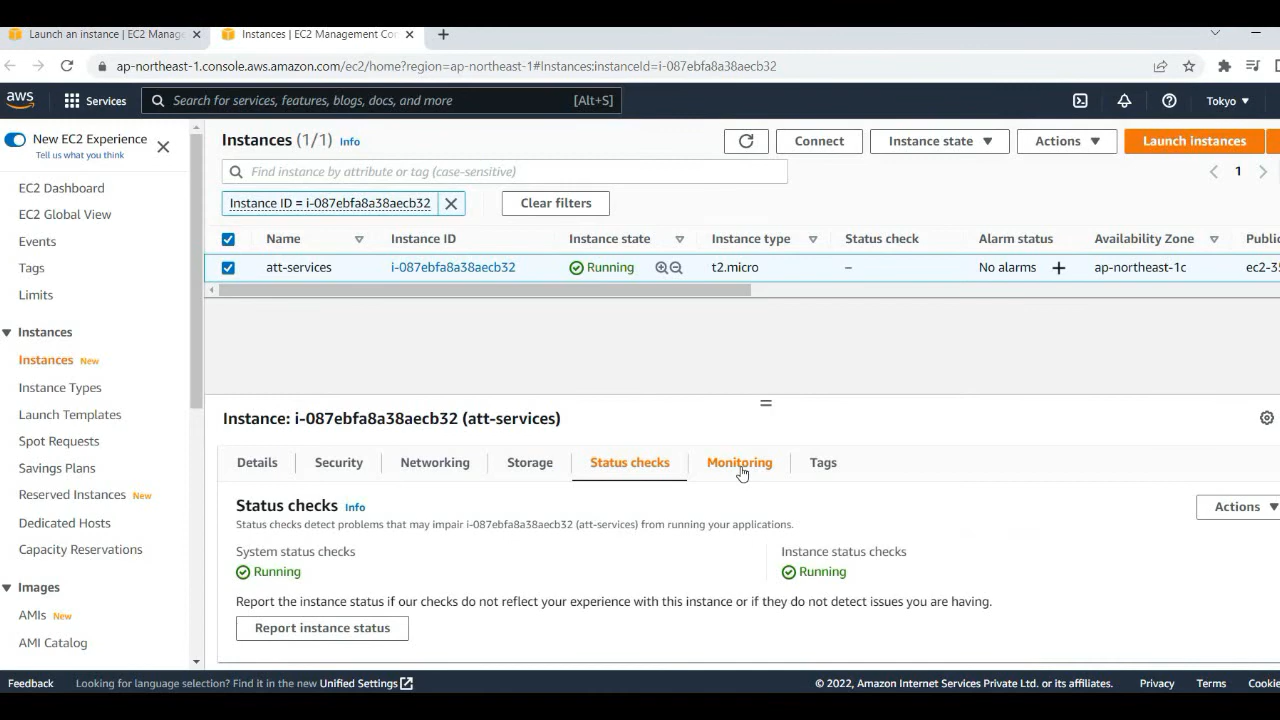 Launch an instance | EC2 Manag
Instances | EC2 Management Co
ap-northeast-1.console.aws.amazon.com/ec2/home?region=ap-northeast-1#Instances:instanceId=i-087ebfa8a38aecb32
aws Services Search for services, features, blogs, docs, and more [Alt+S] Tokyo
New EC2 Experience
Tell us what you think
EC2 Dashboard
EC2 Global View
Events
Tags
Limits
Instances
Instances New
Instance Types
Launch Templates
Spot Requests
Savings Plans
Reserved Instances New
Dedicated Hosts
Capacity Reservations
Images
AMIs New
AMI Catalog
Instances (1/1) Info
Connect Instance state Actions Launch instances
Find instance by attribute or tag (case-sensitive)
1
Instance ID = i-087ebfa8a38aecb32 Clear filters
Name Instance ID Instance state Instance type Status check Alarm status Availability Zone Public
att-services i-087ebfa8a38aecb32 Running t2.micro – No alarms ap-northeast-1c ec2-35
Instance: i-087ebfa8a38aecb32 (att-services)
Details Security Networking Storage Status checks Monitoring Tags
Status checks Info
Actions
Status checks detect problems that may impair i-087ebfa8a38aecb32 (att-services) from running your applications.
System status checks Instance status checks
Running Running
Report the instance status if our checks do not reflect your experience with this instance or if they do not detect issues you are having.
Report instance status
Feedback Looking for language selection? Find it in the new Unified Settings © 2022, Amazon Internet Services Private Ltd. or its affiliates. Privacy Terms Cookie